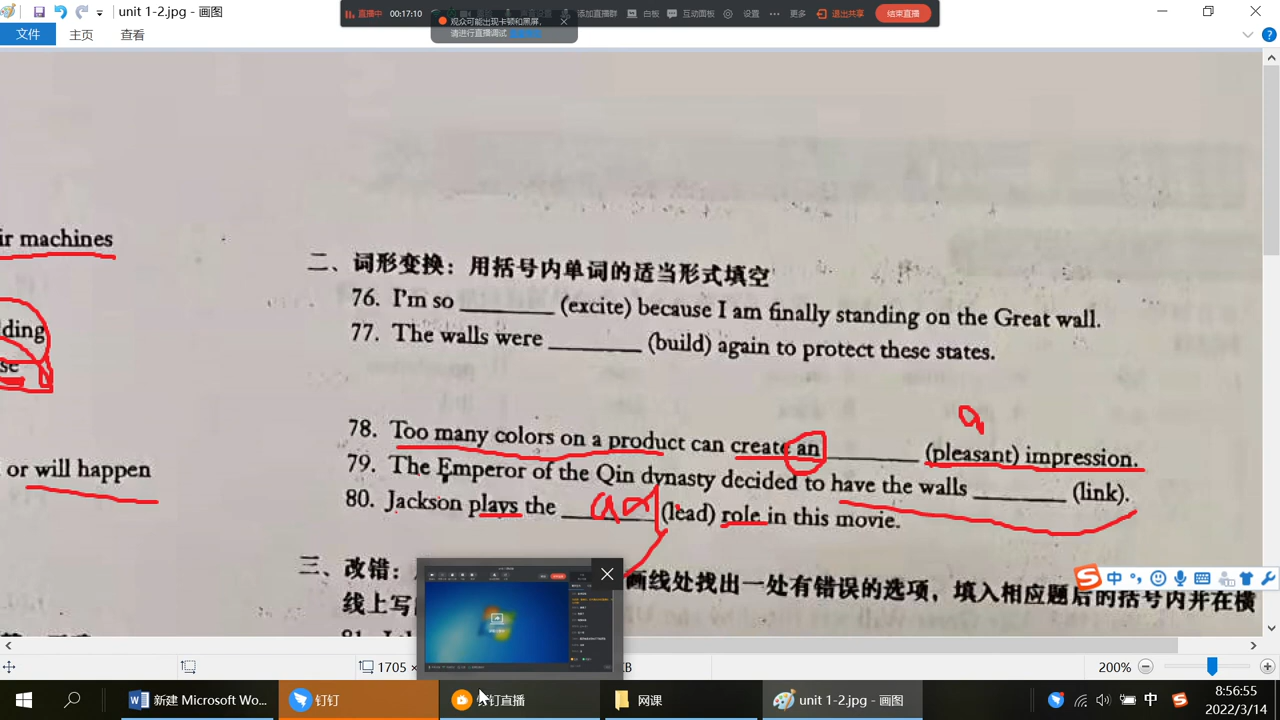 unit 1-2.jpg - 画图
直播中 00:17:10
添加直播群 白板 互动面板 设置 更多 退出共享 结束直播
观众可能出现卡顿和黑屏,
请进行直播调试
文件 主页 查看
ir machines
二、词形变换：用括号内单词的适当形式填空
76. I'm so ________ (excite) because I am finally standing on the Great wall.
lding
77. The walls were ________ (build) again to protect these states.
se
78. Too many colors on a product can create an ________ (pleasant) impression.
or will happen
79. The Emperor of the Qin dynasty decided to have the walls ________ (link).
80. Jackson plays the ________ (lead) role in this movie.
三、改错：
画线处找出一处有错误的选项，填入相应题后的括号内并在横
线上写
中
1705 ×
200%
新建 Microsoft Wo...
钉钉
钉钉直播
网课
unit 1-2.jpg - 画图
中
8:56:55
2022/3/14